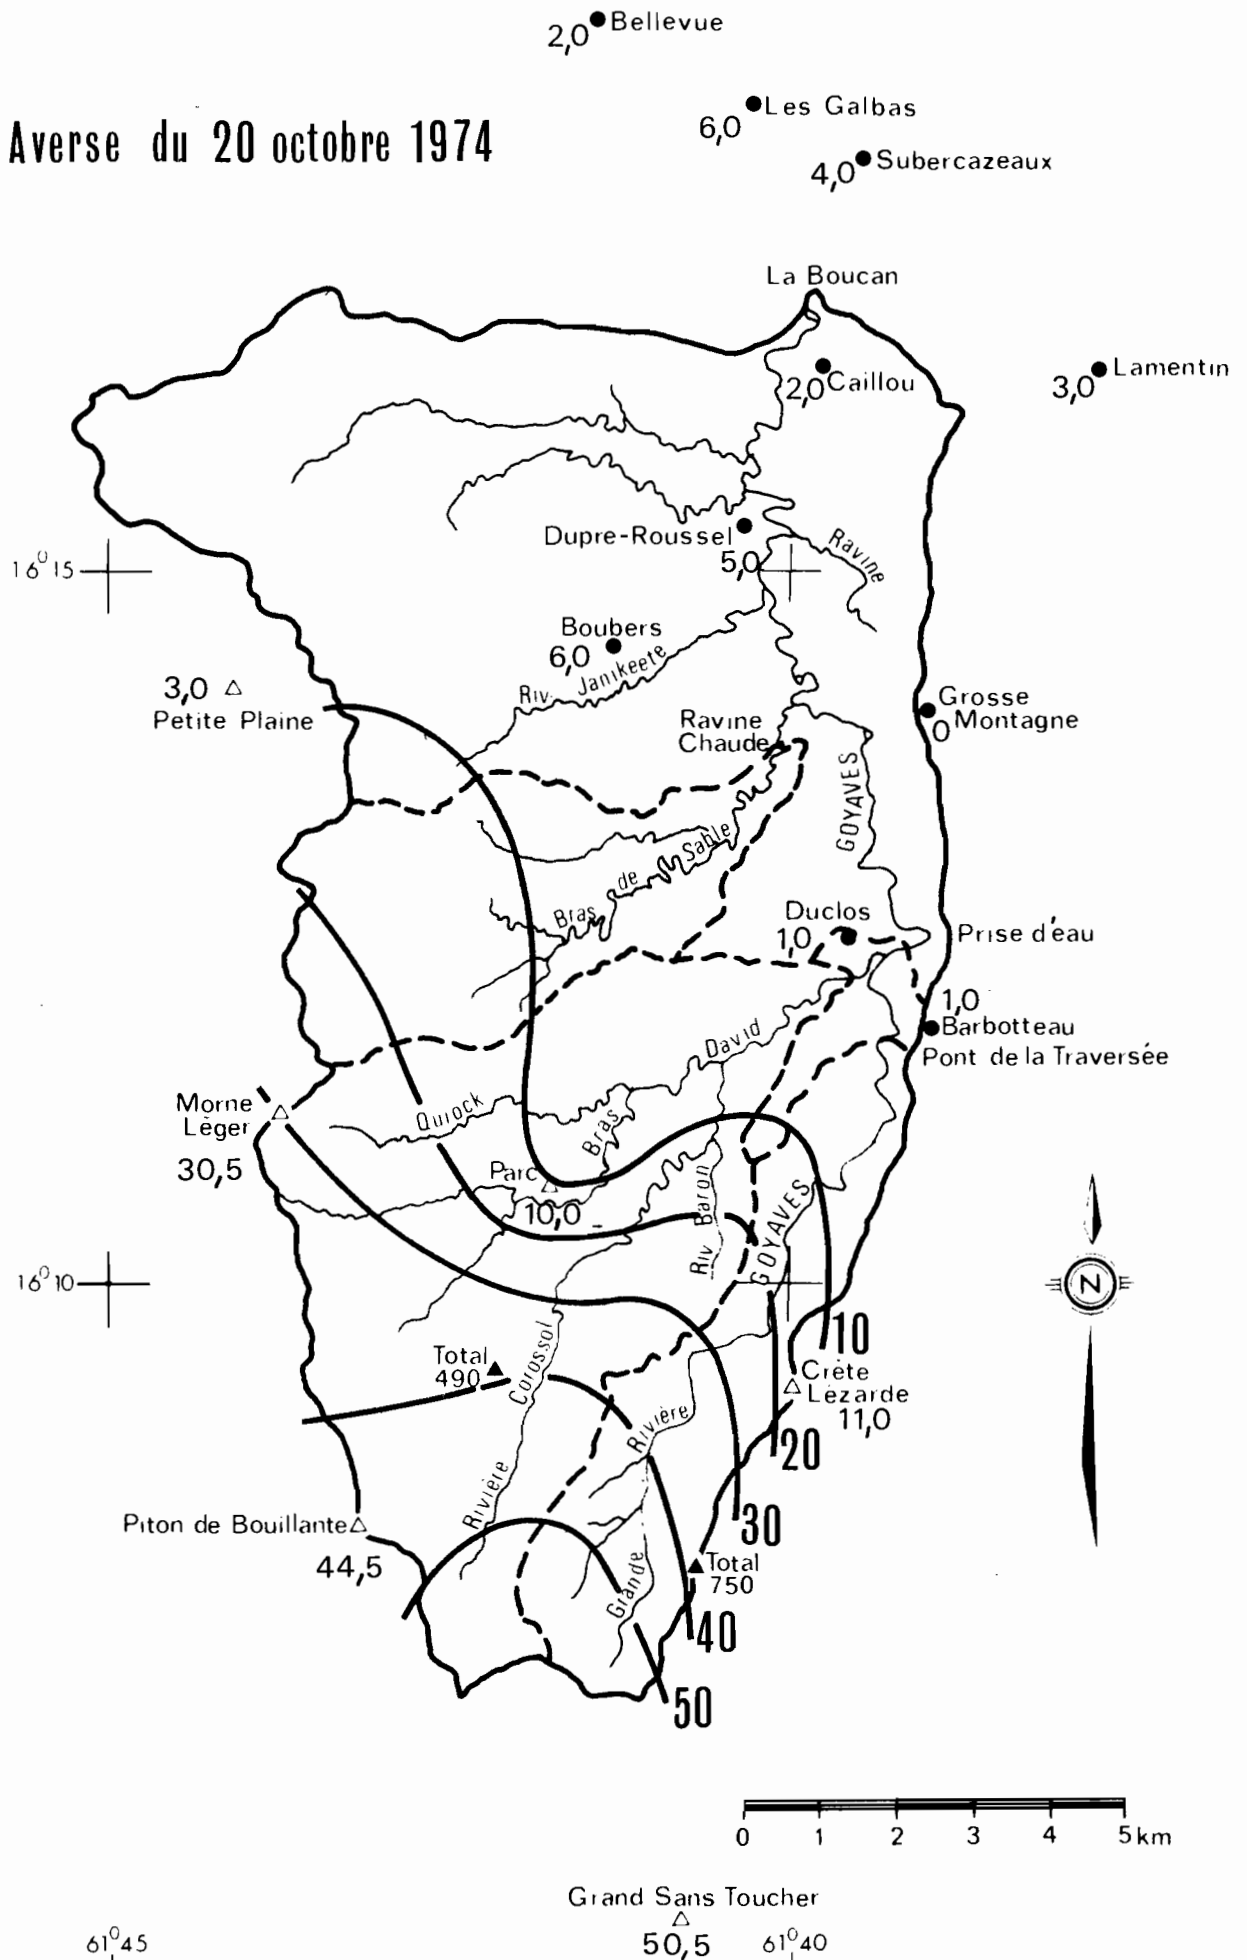 Bellevue
2,0
Les Galbas
6,0
Averse du 20 octobre 1974
Subercazeaux
4,0
La Boucan
Lamentin
3,0
Caillou
2,0
Dupre-Roussel
5,0
Ravine
16° 15
Boubers
6,0
Riv. Janikeete
3,0
Petite Plaine
Grosse
Montagne
0
Ravine
Chaude
GOYAVES
Bras de Sable
Duclos
1,0
Prise d'eau
1,0
Barbotteau
Pont de la Traversée
David
Bras
Quiock
Morne
Lèger
30,5
Parc
10,0
Riv Baron
GOYAVES
16° 10
N
10
Total
490
Corossol
Rivière
Crète
Lèzarde
11,0
Rivière
Grande
20
30
Piton de Bouillante
44,5
Total
750
40
50
0 1 2 3 4 5 km
Grand Sans Toucher
50,5
61° 45
61° 40